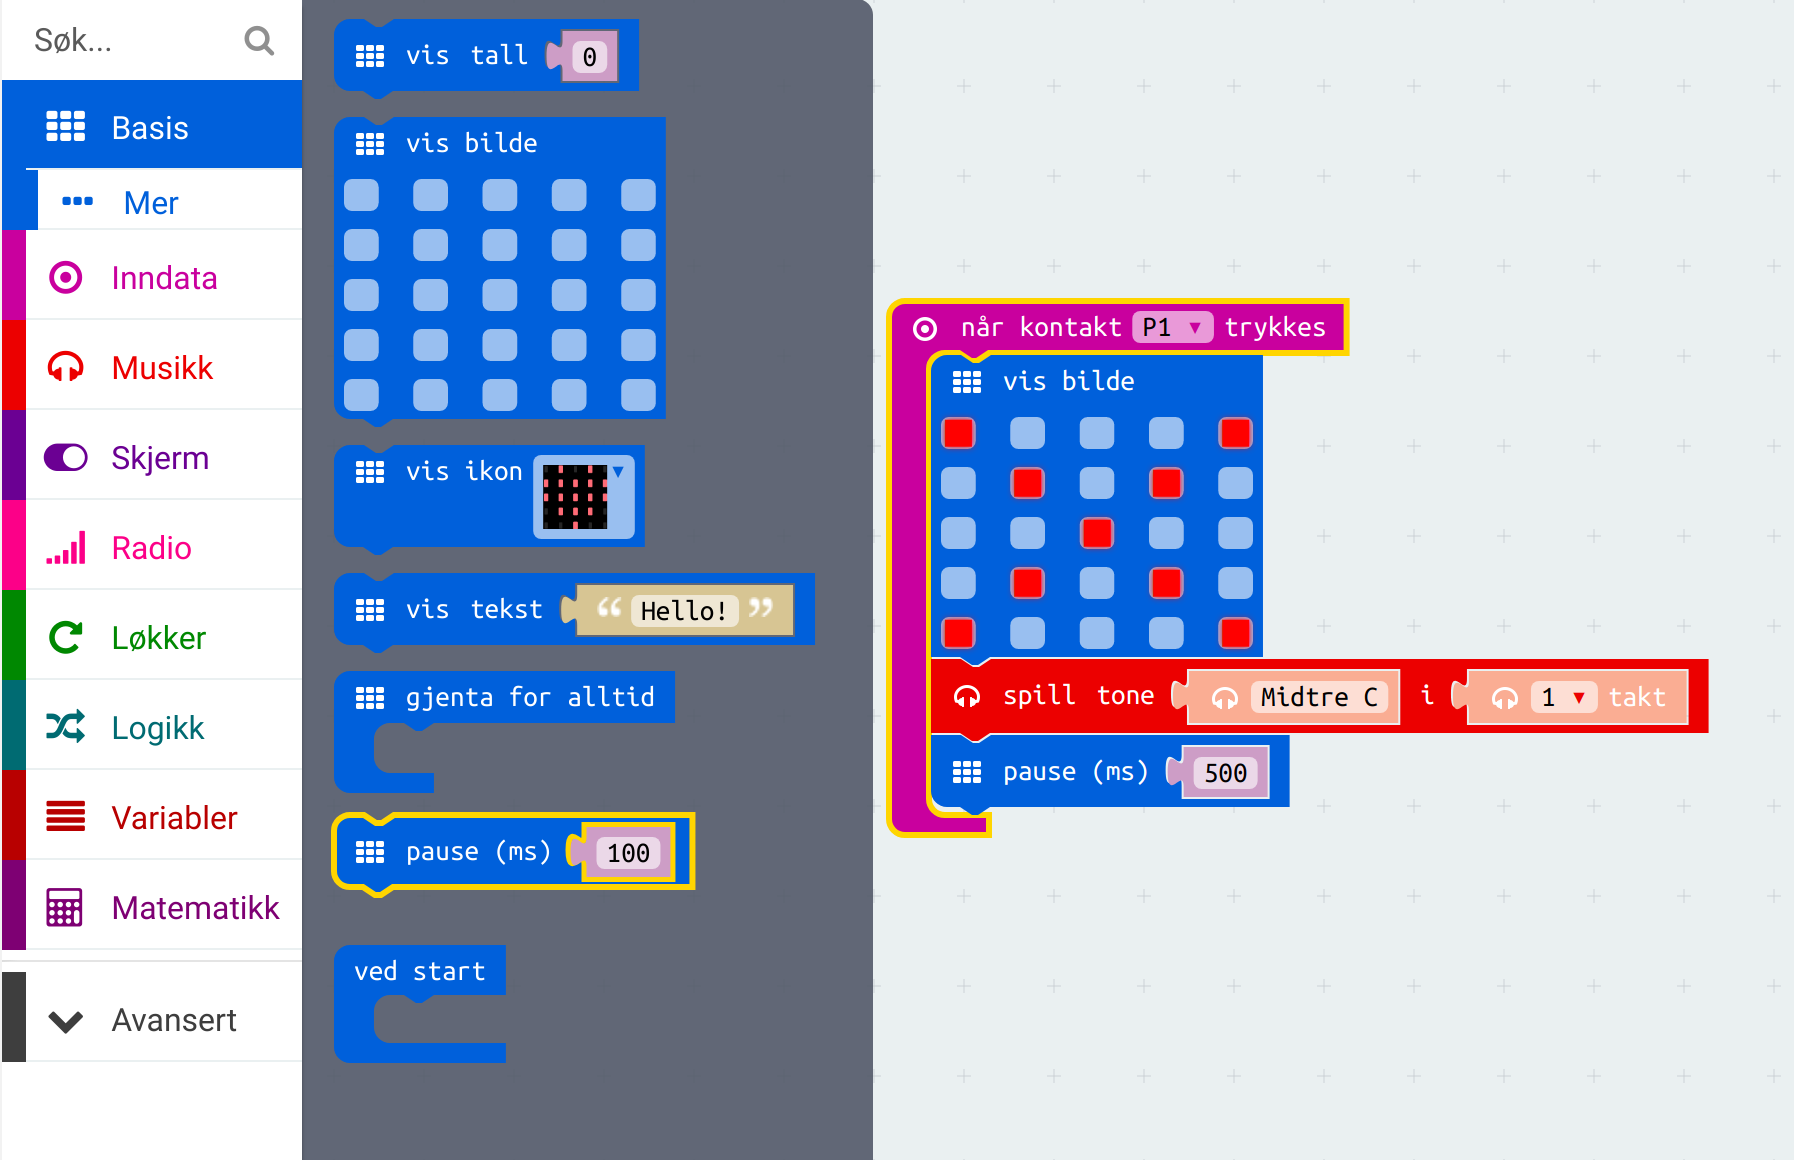 Søk...
Basis
Mer
Inndata
Musikk
Skjerm
Radio
Løkker
Logikk
Variabler
Matematikk
Avansert
vis tall 0
vis bilde
vis ikon
vis tekst “ Hello! ”
gjenta for alltid
pause (ms) 100
ved start
når kontakt P1 ▼ trykkes
vis bilde
spill tone Midtre C i 1 ▼ takt
pause (ms) 500